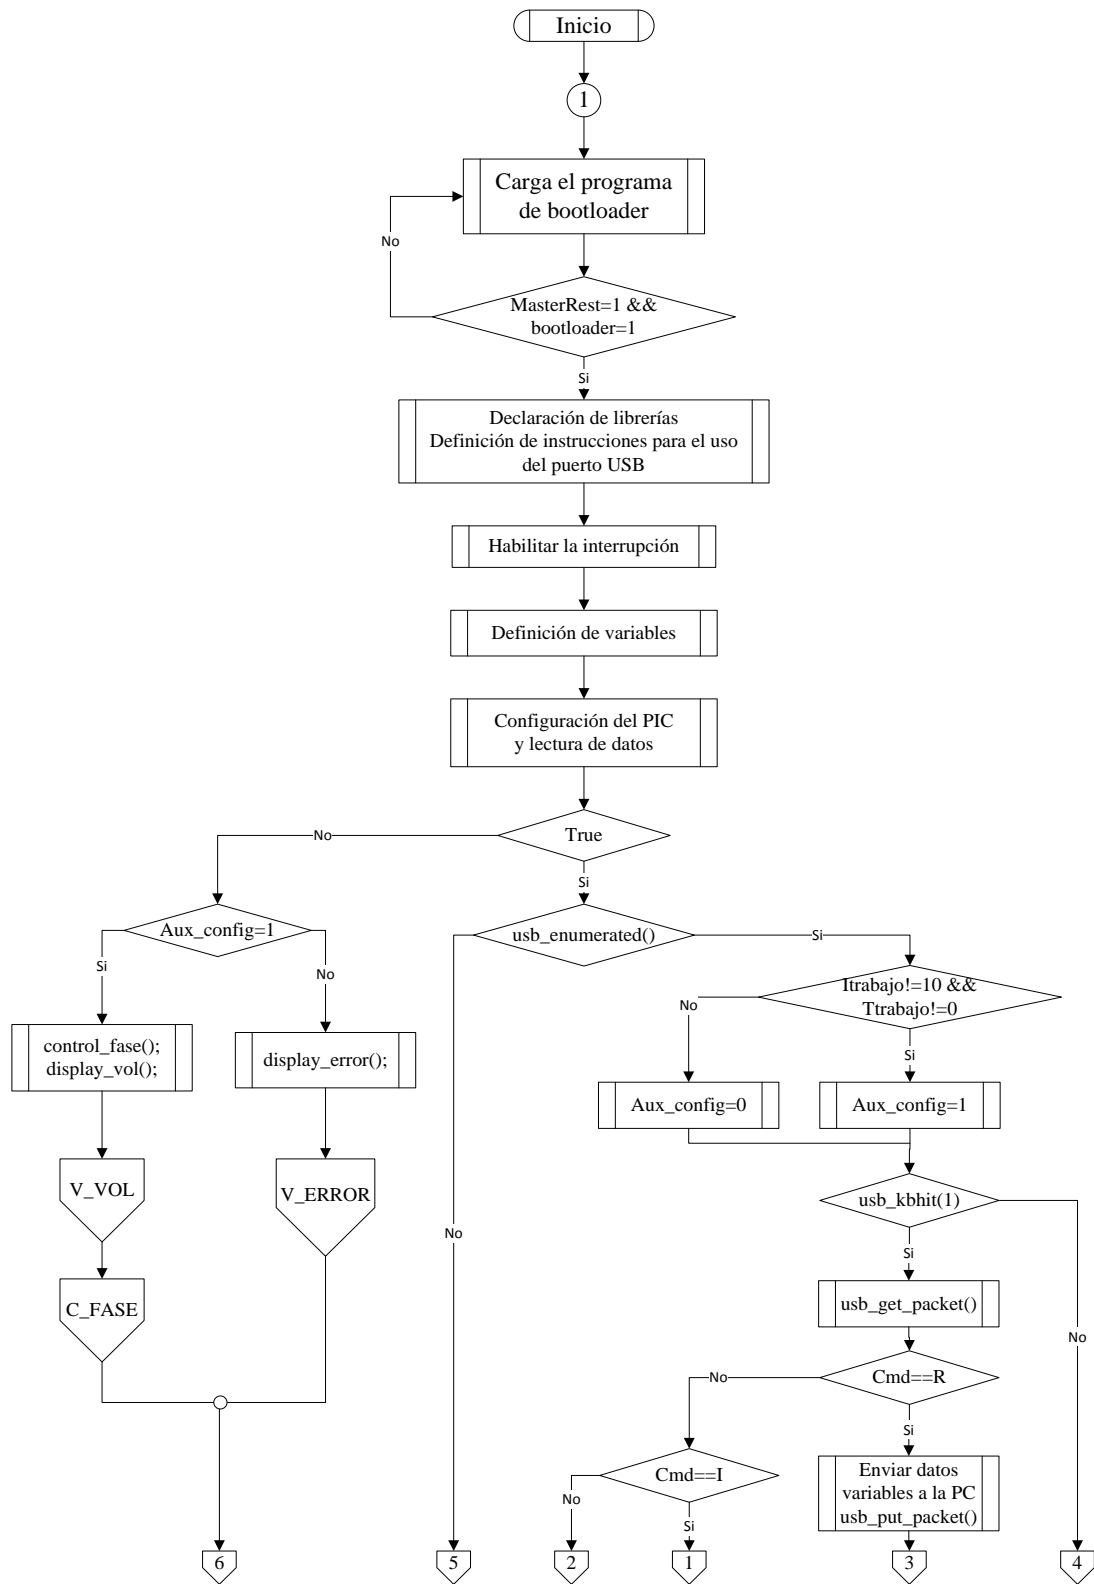 Inicio
1
Carga el programa
de bootloader
No
MasterRest=1 &&
bootloader=1
Si
Declaración de librerías
Definición de instrucciones para el uso
del puerto USB
Habilitar la interrupción
Definición de variables
Configuración del PIC
y lectura de datos
No
True
Si
Aux_config=1
usb_enumerated()
Si
Si
No
Itrabajo!=10 &&
Ttrabajo!=0
No
Si
control_fase();
display_vol();
display_error();
Aux_config=0
Aux_config=1
V_VOL
V_ERROR
usb_kbhit(1)
No
Si
C_FASE
usb_get_packet()
No
Cmd==R
No
Si
Cmd==I
Enviar datos
variables a la PC
usb_put_packet()
No
Si
6
5
2
1
3
4